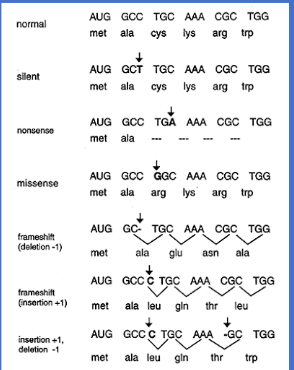 normal AUG GCC TGC AAA CGC TGG
met ala cys lys arg trp
silent AUG GCT TGC AAA CGC TGG
met ala cys lys arg trp
nonsense AUG GCC TGA AAA CGC TGG
met ala --- --- --- ---
missense AUG GCC GGC AAA CGC TGG
met ala arg lys arg trp
frameshift (deletion -1) AUG GC- TGC AAA CGC TGG
met ala glu asn ala
frameshift (insertion +1) AUG GCC C TGC AAA CGC TGG
met ala leu gln thr leu
insertion +1, deletion -1 AUG GCC C TGC AAA -GC TGG
met ala leu gln thr trp